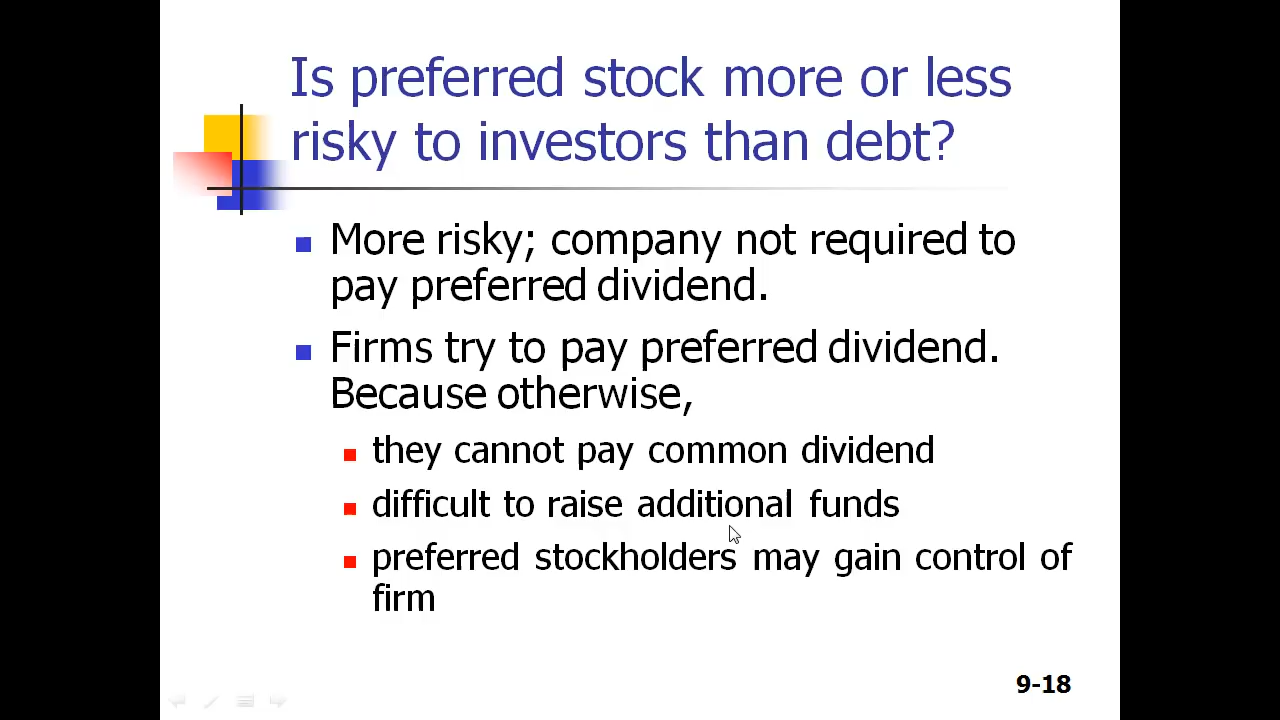 Is preferred stock more or less
risky to investors than debt?
More risky; company not required to
pay preferred dividend.
Firms try to pay preferred dividend.
Because otherwise,
they cannot pay common dividend
difficult to raise additional funds
preferred stockholders may gain control of
firm
9-18